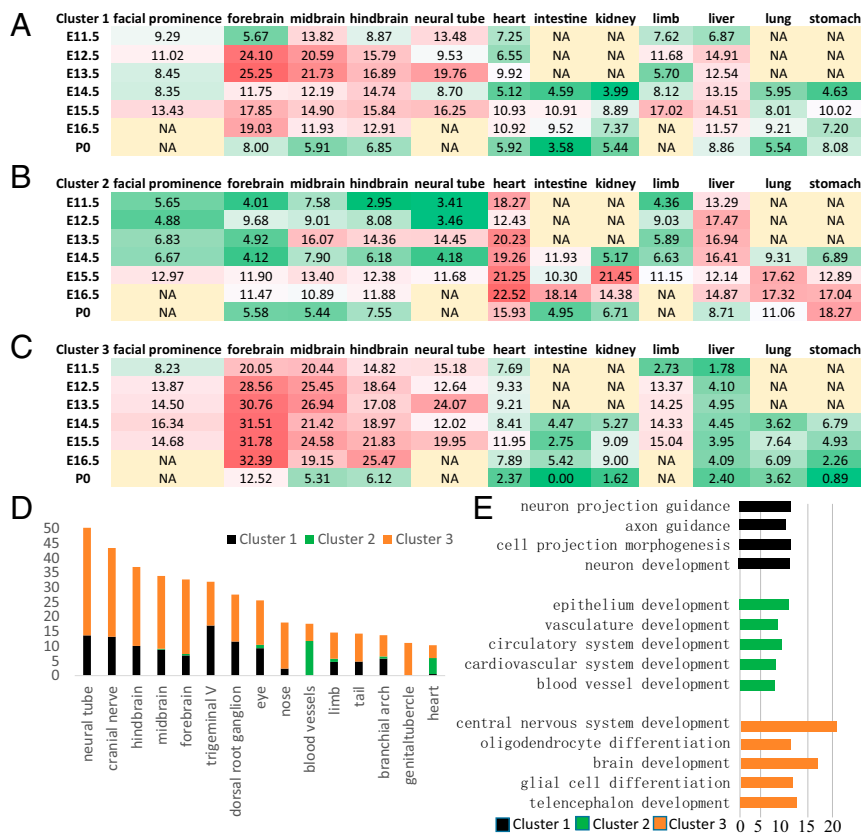 A
Cluster 1 facial prominence forebrain midbrain hindbrain neural tube heart intestine kidney limb liver lung stomach
E11.5 9.29 5.67 13.82 8.87 13.48 7.25 NA NA 7.62 6.87 NA NA
E12.5 11.02 24.10 20.59 15.79 9.53 6.55 NA NA 11.68 14.91 NA NA
E13.5 8.45 25.25 21.73 16.89 19.76 9.92 NA NA 5.70 12.54 NA NA
E14.5 8.35 11.75 12.19 14.74 8.70 5.12 4.59 3.99 8.12 13.15 5.95 4.63
E15.5 13.43 17.85 14.90 15.84 16.25 10.93 10.91 8.89 17.02 14.51 8.01 10.02
E16.5 NA 19.03 11.93 12.91 NA 10.92 9.52 7.37 NA 11.57 9.21 7.20
P0 NA 8.00 5.91 6.85 NA 5.92 3.58 5.44 NA 8.86 5.54 8.08
B
Cluster 2 facial prominence forebrain midbrain hindbrain neural tube heart intestine kidney limb liver lung stomach
E11.5 5.65 4.01 7.58 2.95 3.41 18.27 NA NA 4.36 13.29 NA NA
E12.5 4.88 9.68 9.01 8.08 3.46 12.43 NA NA 9.03 17.47 NA NA
E13.5 6.83 4.92 16.07 14.36 14.45 20.23 NA NA 5.89 16.94 NA NA
E14.5 6.67 4.12 7.90 6.18 4.18 19.26 11.93 5.17 6.63 16.41 9.31 6.89
E15.5 12.97 11.90 13.40 12.38 11.68 21.25 10.30 21.45 11.15 12.14 17.62 12.89
E16.5 NA 11.47 10.89 11.88 NA 22.52 18.14 14.38 NA 14.87 17.32 17.04
P0 NA 5.58 5.44 7.55 NA 15.93 4.95 6.71 NA 8.71 11.06 18.27
C
Cluster 3 facial prominence forebrain midbrain hindbrain neural tube heart intestine kidney limb liver lung stomach
E11.5 8.23 20.05 20.44 14.82 15.18 7.69 NA NA 2.73 1.78 NA NA
E12.5 13.87 28.56 25.45 18.64 12.64 9.33 NA NA 13.37 4.10 NA NA
E13.5 14.50 30.76 26.94 17.08 24.07 9.21 NA NA 14.25 4.95 NA NA
E14.5 16.34 31.51 21.42 18.97 12.02 8.41 4.47 5.27 14.33 4.45 3.62 6.79
E15.5 14.68 31.78 24.58 21.83 19.95 11.95 2.75 9.09 15.04 3.95 7.64 4.93
E16.5 NA 32.39 19.15 25.47 NA 7.89 5.42 9.00 NA 4.09 6.09 2.26
P0 NA 12.52 5.31 6.12 NA 2.37 0.00 1.62 NA 2.40 3.62 0.89
D
50
45
40
35
30
25
20
15
10
5
0
Cluster 1 Cluster 2 Cluster 3
neural tube
cranial nerve
hindbrain
midbrain
forebrain
trigeminal V
dorsal root ganglion
eye
nose
blood vessels
limb
tail
branchial arch
genitaltubercle
heart
E
neuron projection guidance
axon guidance
cell projection morphogenesis
neuron development
epithelium development
vasculature development
circulatory system development
cardiovascular system development
blood vessel development
central nervous system development
oligodendrocyte differentiation
brain development
glial cell differentiation
telencephalon development
Cluster 1 Cluster 2 Cluster 3
0 5 10 15 20